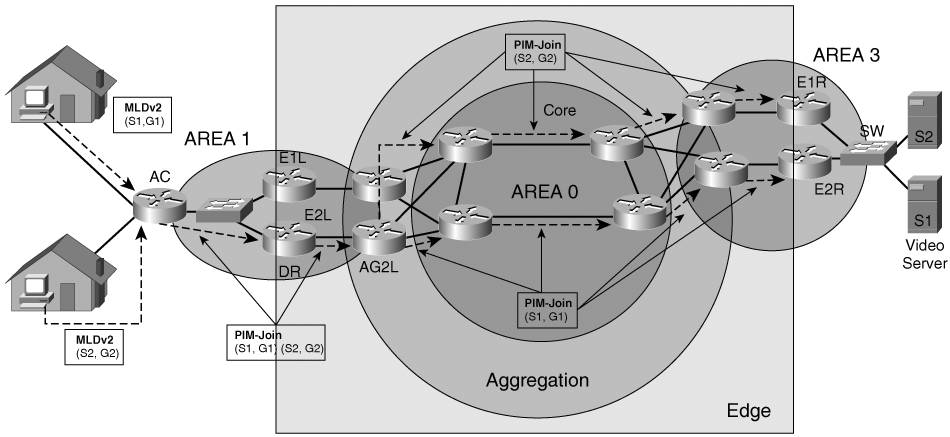 PIM-Join
(S2, G2)
AREA 3
E1R
MLDv2
(S1,G1)
Core
AREA 1
SW
S2
E1L
AC
AREA 0
E2L
E2R
S1
DR
AG2L
Video
Server
PIM-Join
(S1, G1)
PIM-Join
(S1, G1) (S2, G2)
MLDv2
(S2, G2)
Aggregation
Edge